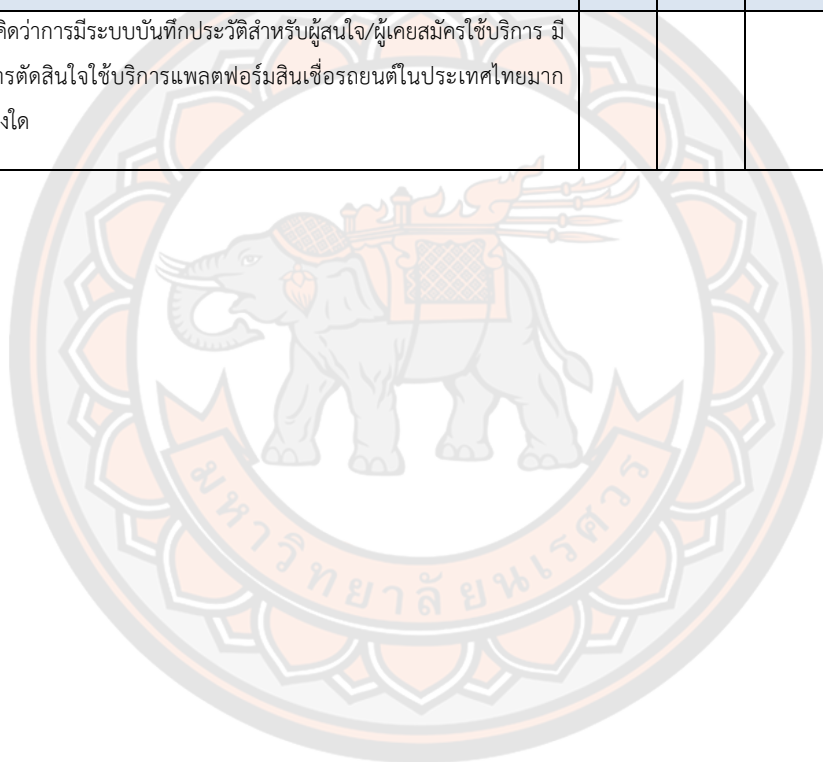 คิดว่าการมีระบบบันทึกประวัติสำหรับผู้สนใจ/ผู้เคยสมัครใช้บริการ มี
ารตัดสินใจใช้บริการแพลตฟอร์มสินเชื่อรถยนต์ในประเทศไทยมาก
งใด
มหาวิทยาลัยนเรศวร